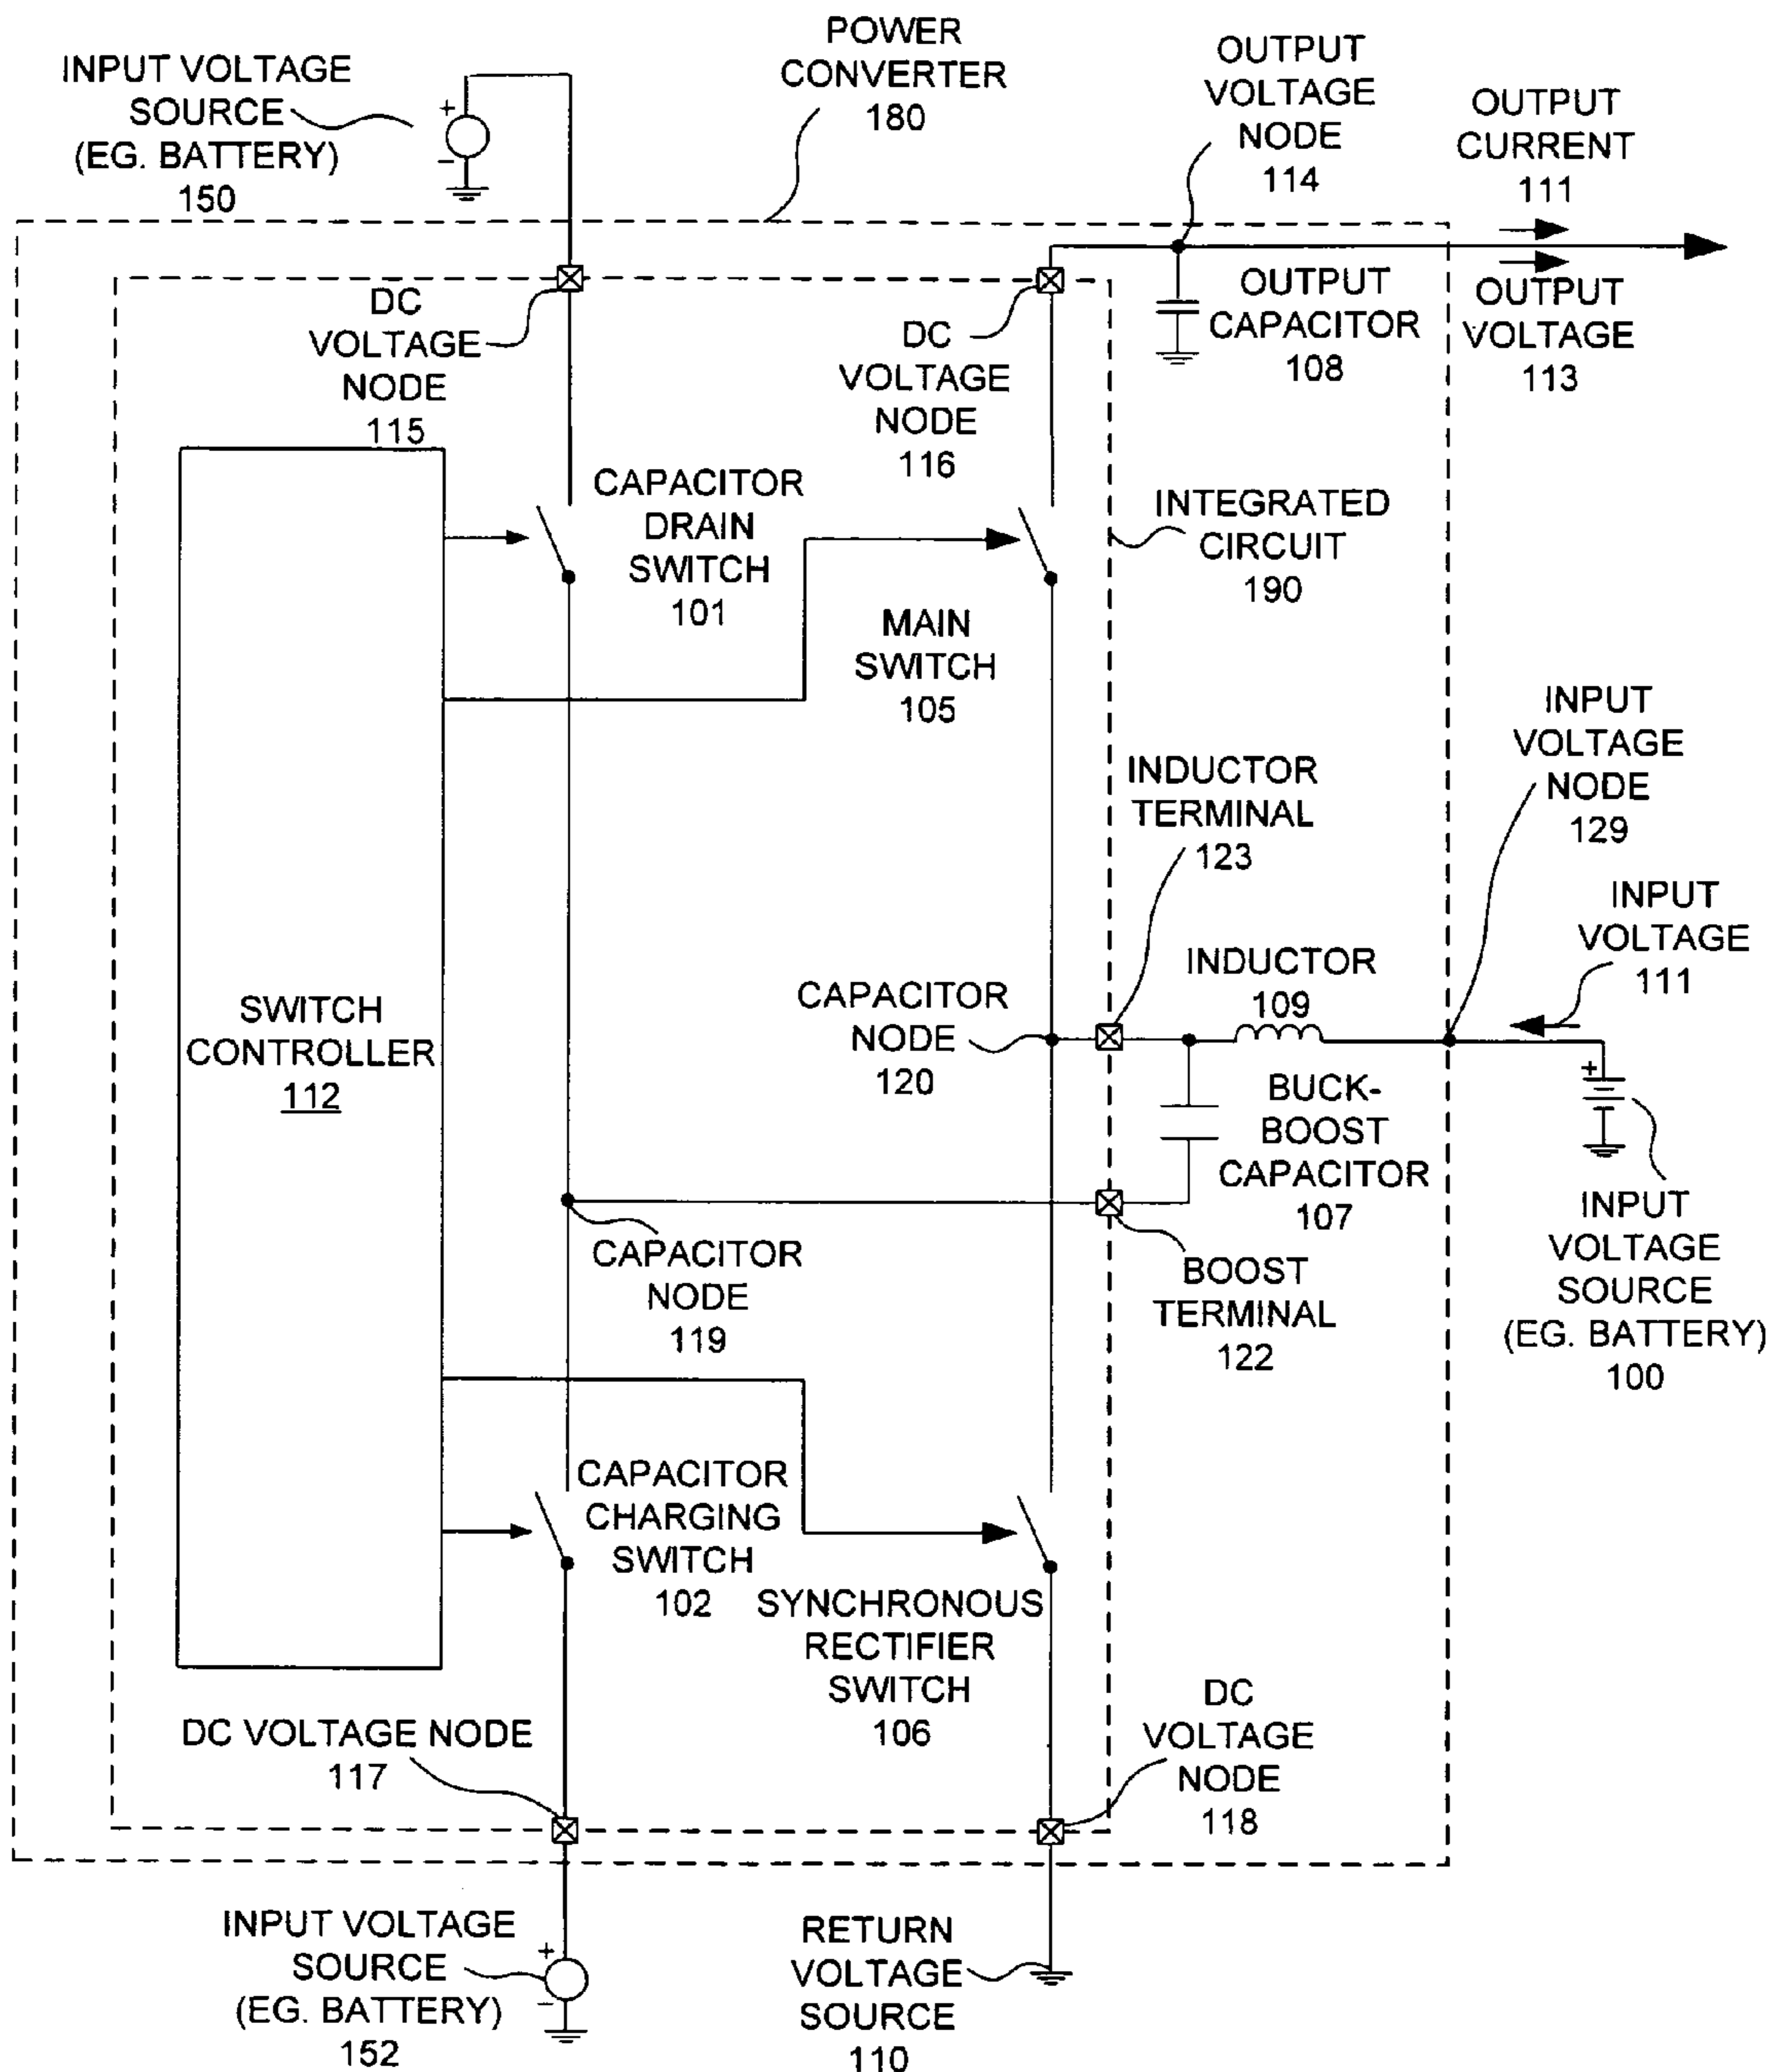 POWER
CONVERTER
180
OUTPUT
VOLTAGE
NODE
114
INPUT VOLTAGE
SOURCE
(EG. BATTERY)
150
+
−
OUTPUT
CURRENT
111
DC
VOLTAGE
NODE
115
DC
VOLTAGE
NODE
116
OUTPUT
CAPACITOR
108
OUTPUT
VOLTAGE
113
CAPACITOR
DRAIN
SWITCH
101
INTEGRATED
CIRCUIT
190
MAIN
SWITCH
105
INPUT
VOLTAGE
NODE
129
INDUCTOR
TERMINAL
123
INPUT
VOLTAGE
111
INDUCTOR
109
CAPACITOR
NODE
120
SWITCH
CONTROLLER
112
BUCK-
BOOST
CAPACITOR
107
+
INPUT
VOLTAGE
SOURCE
(EG. BATTERY)
100
CAPACITOR
NODE
119
BOOST
TERMINAL
122
CAPACITOR
CHARGING
SWITCH
102
SYNCHRONOUS
RECTIFIER
SWITCH
106
DC VOLTAGE NODE
117
DC
VOLTAGE
NODE
118
INPUT VOLTAGE
SOURCE
(EG. BATTERY)
152
+
−
RETURN
VOLTAGE
SOURCE
110